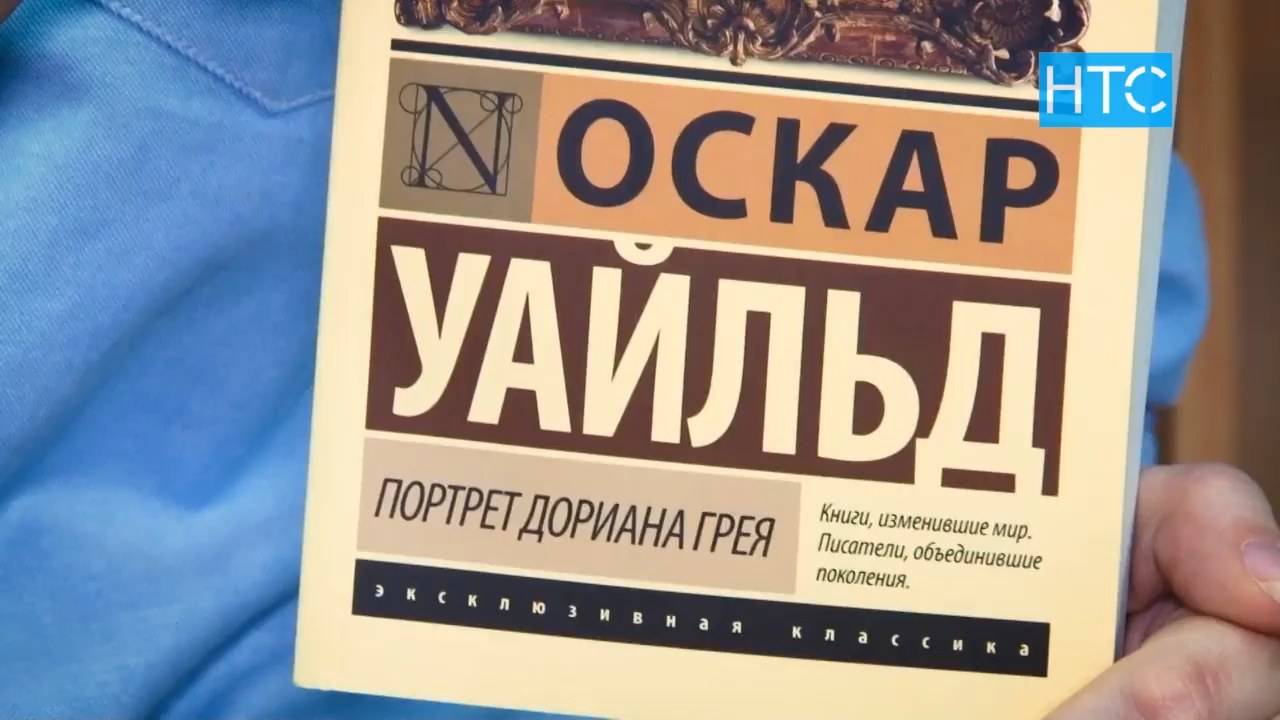 НТС
N ОСКАР
УАЙЛЬД
ПОРТРЕТ ДОРИАНА ГРЕЯ
Книги, изменившие мир.
Писатели, объединившие
поколения.
эксклюзивная классика